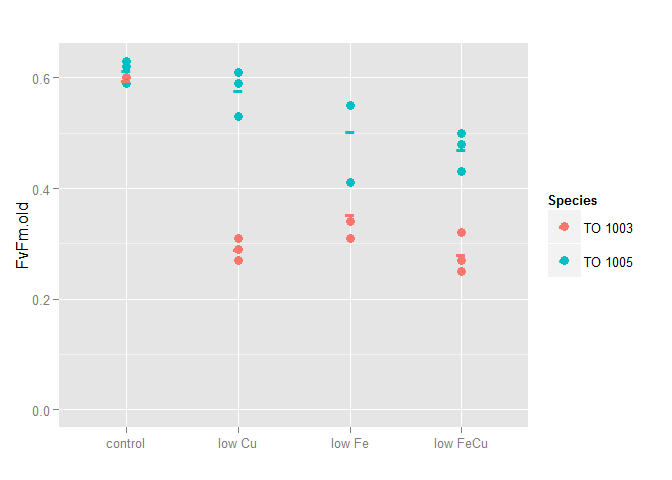 FvFm.old
0.6
0.4
0.2
0.0
control low Cu low Fe low FeCu
Species
TO 1003
TO 1005